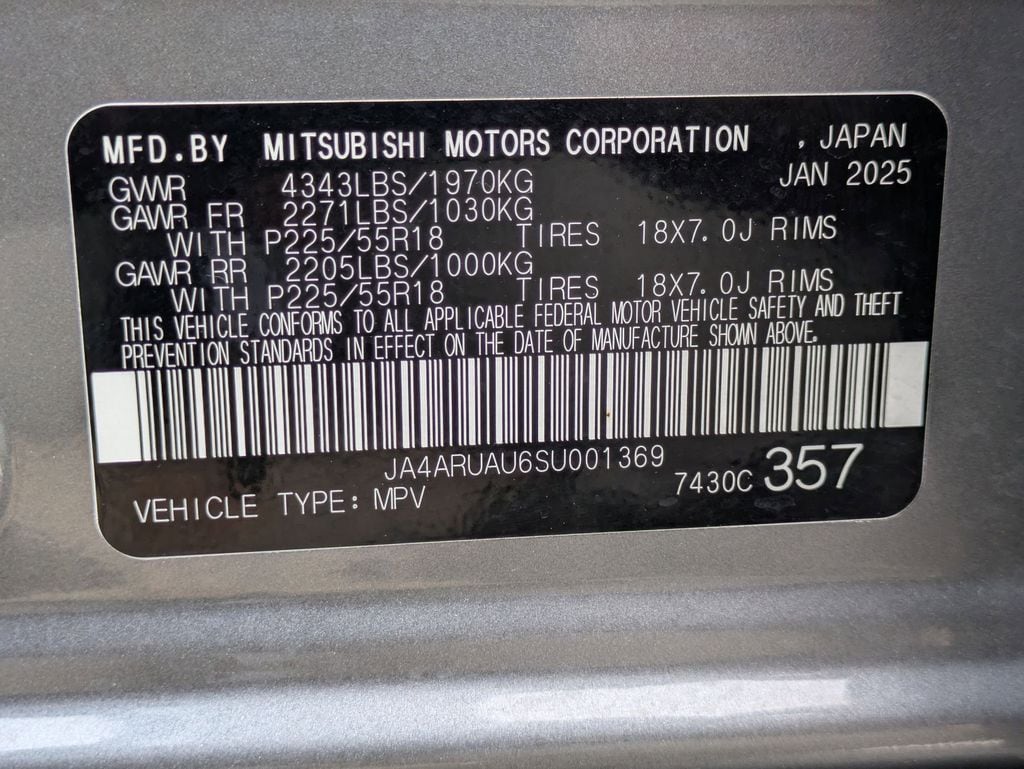 MFD.BY MITSUBISHI MOTORS CORPORATION , JAPAN
JAN 2025
GVWR 4343LBS/1970KG
GAWR FR 2271LBS/1030KG
WITH P225/55R18 TIRES 18X7.0J RIMS
GAWR RR 2205LBS/1000KG
WITH P225/55R18 TIRES 18X7.0J RIMS
THIS VEHICLE CONFORMS TO ALL APPLICABLE FEDERAL MOTOR VEHICLE SAFETY AND THEFT
PREVENTION STANDARDS IN EFFECT ON THE DATE OF MANUFACTURE SHOWN ABOVE.
JA4ARUAU6SU001369
7430C 357
VEHICLE TYPE: MPV